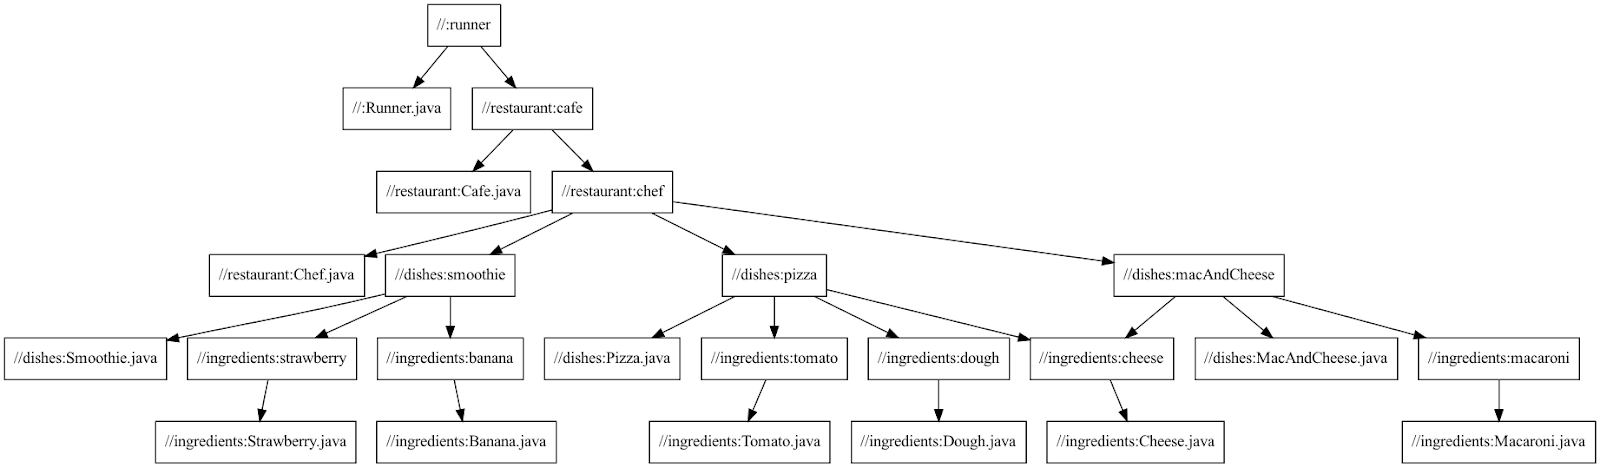 //:runner
//:Runner.java
//restaurant:cafe
//restaurant:Cafe.java
//restaurant:chef
//restaurant:Chef.java
//dishes:smoothie
//dishes:pizza
//dishes:macAndCheese
//dishes:Smoothie.java
//ingredients:strawberry
//ingredients:banana
//dishes:Pizza.java
//ingredients:tomato
//ingredients:dough
//ingredients:cheese
//dishes:MacAndCheese.java
//ingredients:macaroni
//ingredients:Strawberry.java
//ingredients:Banana.java
//ingredients:Tomato.java
//ingredients:Dough.java
//ingredients:Cheese.java
//ingredients:Macaroni.java